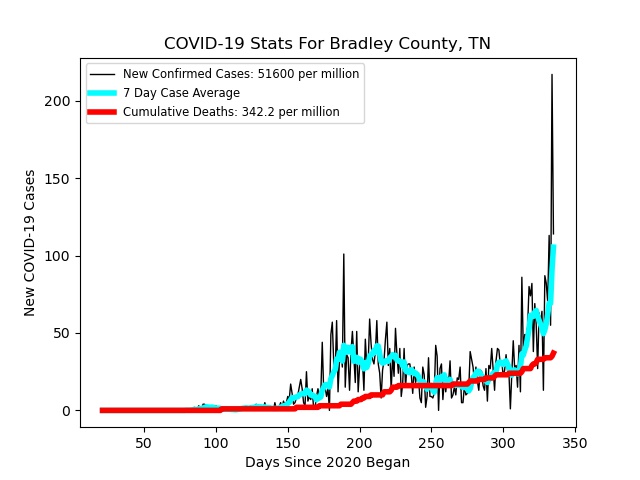 COVID-19 Stats For Bradley County, TN
New Confirmed Cases: 51600 per million
7 Day Case Average
Cumulative Deaths: 342.2 per million
New COVID-19 Cases
200
150
100
50
0
50 100 150 200 250 300 350
Days Since 2020 Began